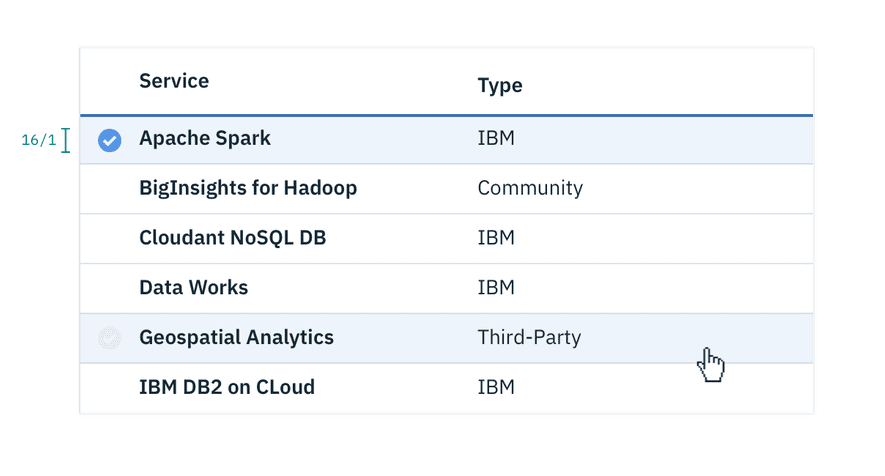 Service Type
16/1 Apache Spark IBM
BigInsights for Hadoop Community
Cloudant NoSQL DB IBM
Data Works IBM
Geospatial Analytics Third-Party
IBM DB2 on CLoud IBM